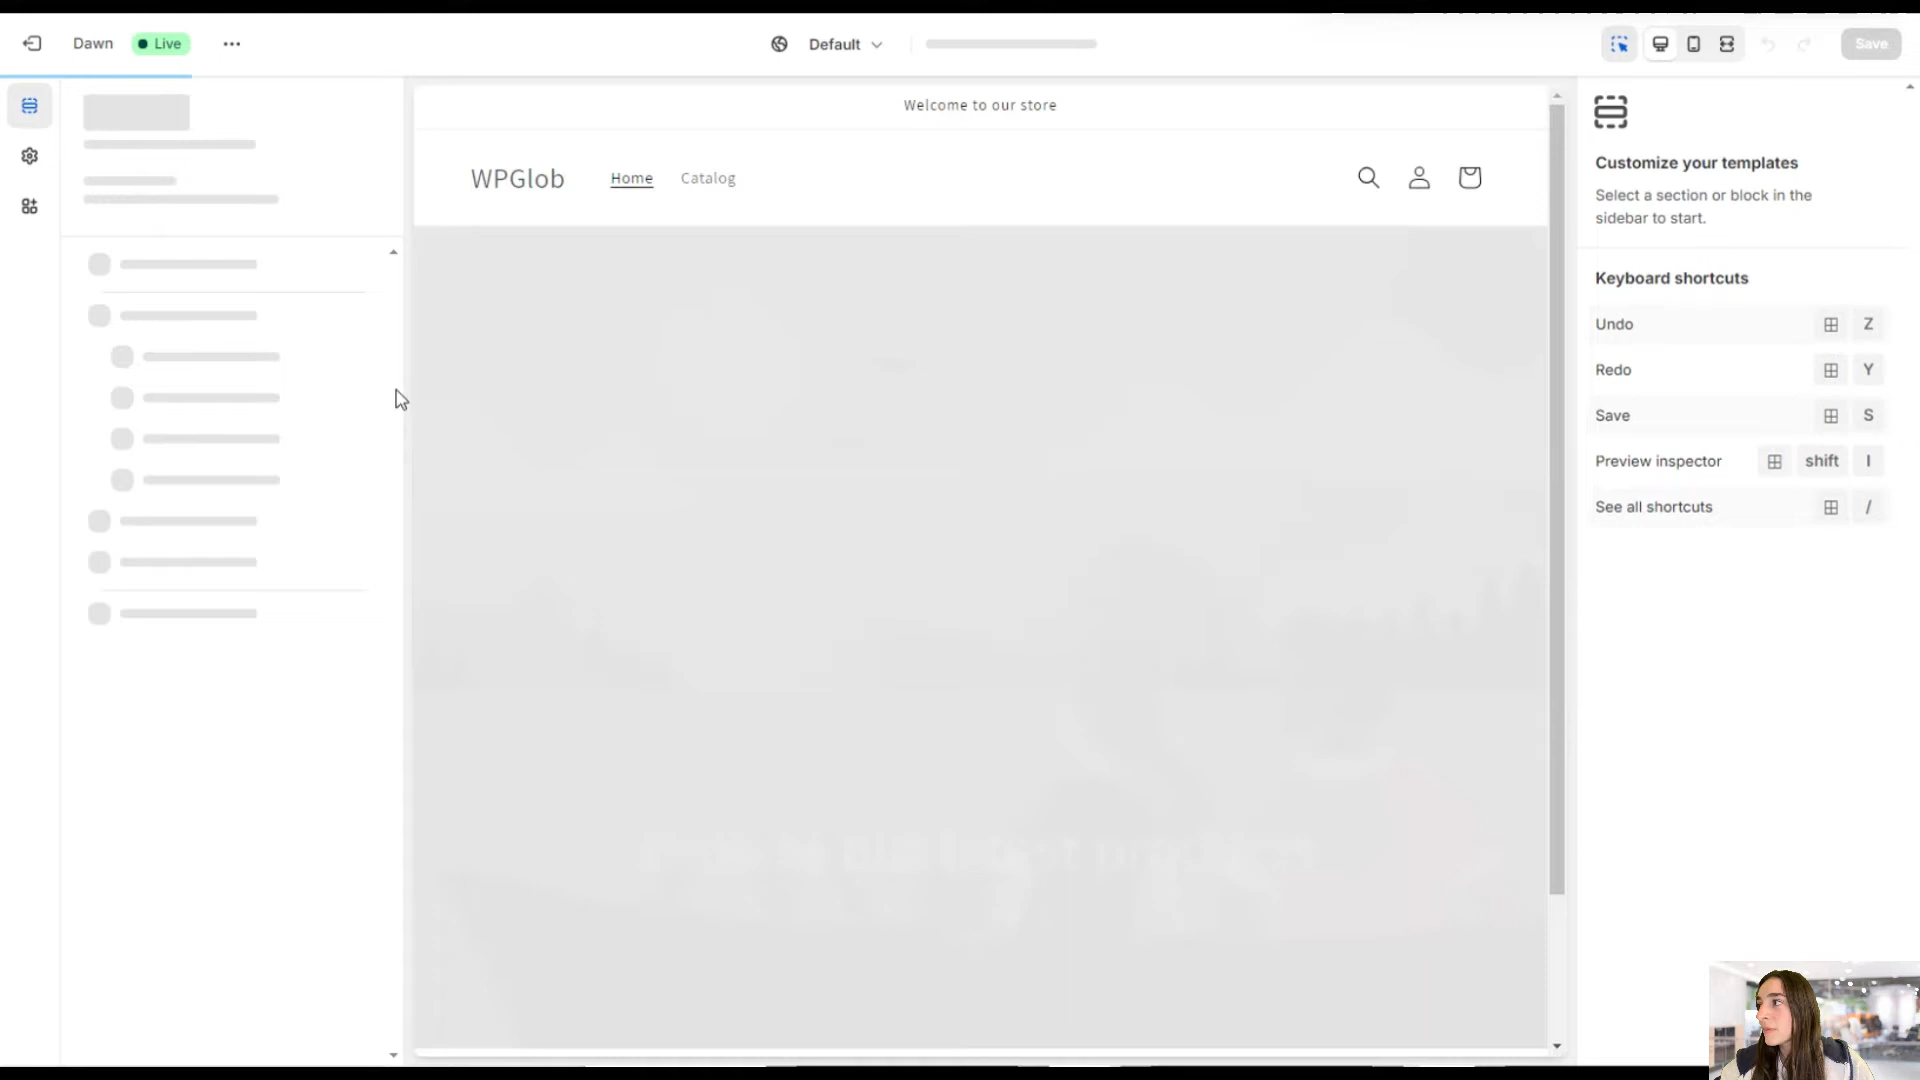 Dawn
Live
Default
Save
Welcome to our store
WPGlob
Home
Catalog
Customize your templates
Select a section or block in the
sidebar to start.
Keyboard shortcuts
Undo Z
Redo Y
Save S
Preview inspector shift I
See all shortcuts /